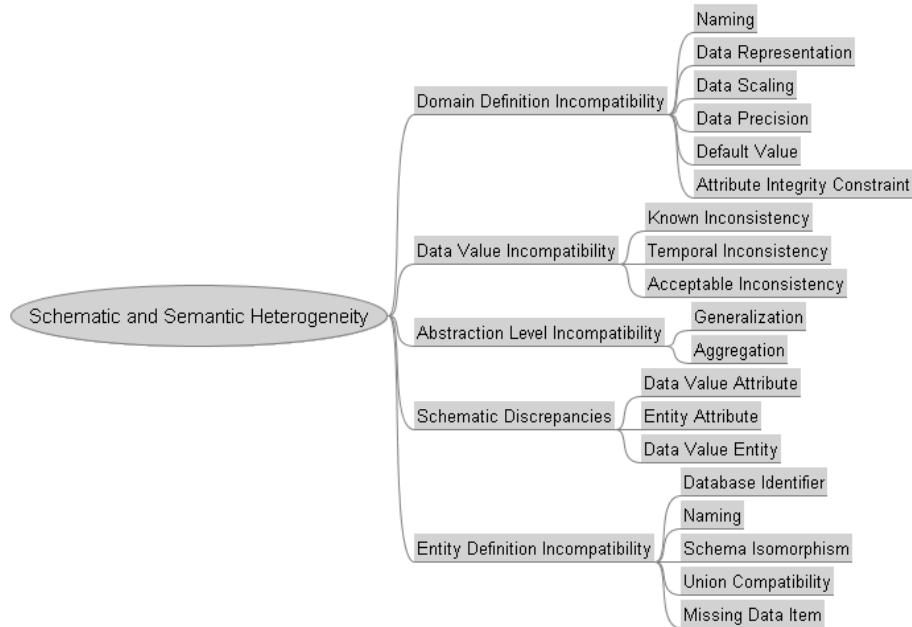 Schematic and Semantic Heterogeneity
Domain Definition Incompatibility
Naming
Data Representation
Data Scaling
Data Precision
Default Value
Attribute Integrity Constraint
Data Value Incompatibility
Known Inconsistency
Temporal Inconsistency
Acceptable Inconsistency
Abstraction Level Incompatibility
Generalization
Aggregation
Schematic Discrepancies
Data Value Attribute
Entity Attribute
Data Value Entity
Entity Definition Incompatibility
Database Identifier
Naming
Schema Isomorphism
Union Compatibility
Missing Data Item